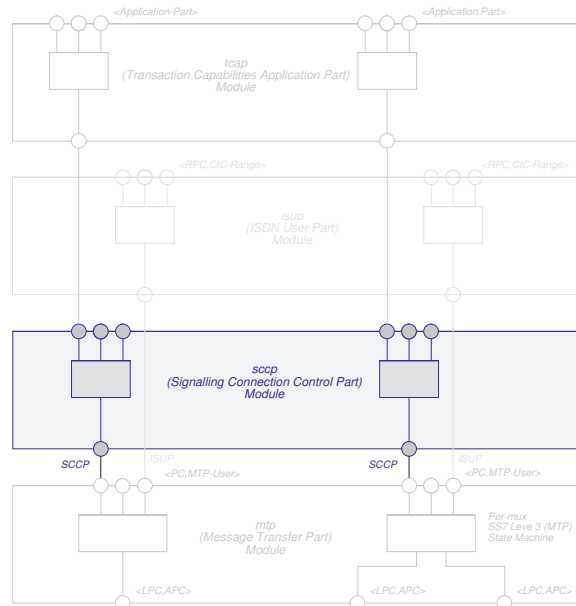 <Application-Part>
<Application Part>
tcap
(Transaction Capabilities Application Part)
Module
<RPC,CIC-Range>
<RPC,CIC-Range>
isup
(ISDN User Part)
Module
sccp
(Signalling Connection Control Part)
Module
SCCP
ISUP
SCCP
ISUP
<PC,MTP-User>
<PC,MTP-User>
mtp
(Message Transfer Part)
Module
Per-mux
SS7 Leve 3 (MTP)
State Machine
<LPC,APC>
<LPC,APC>
<LPC,APC>